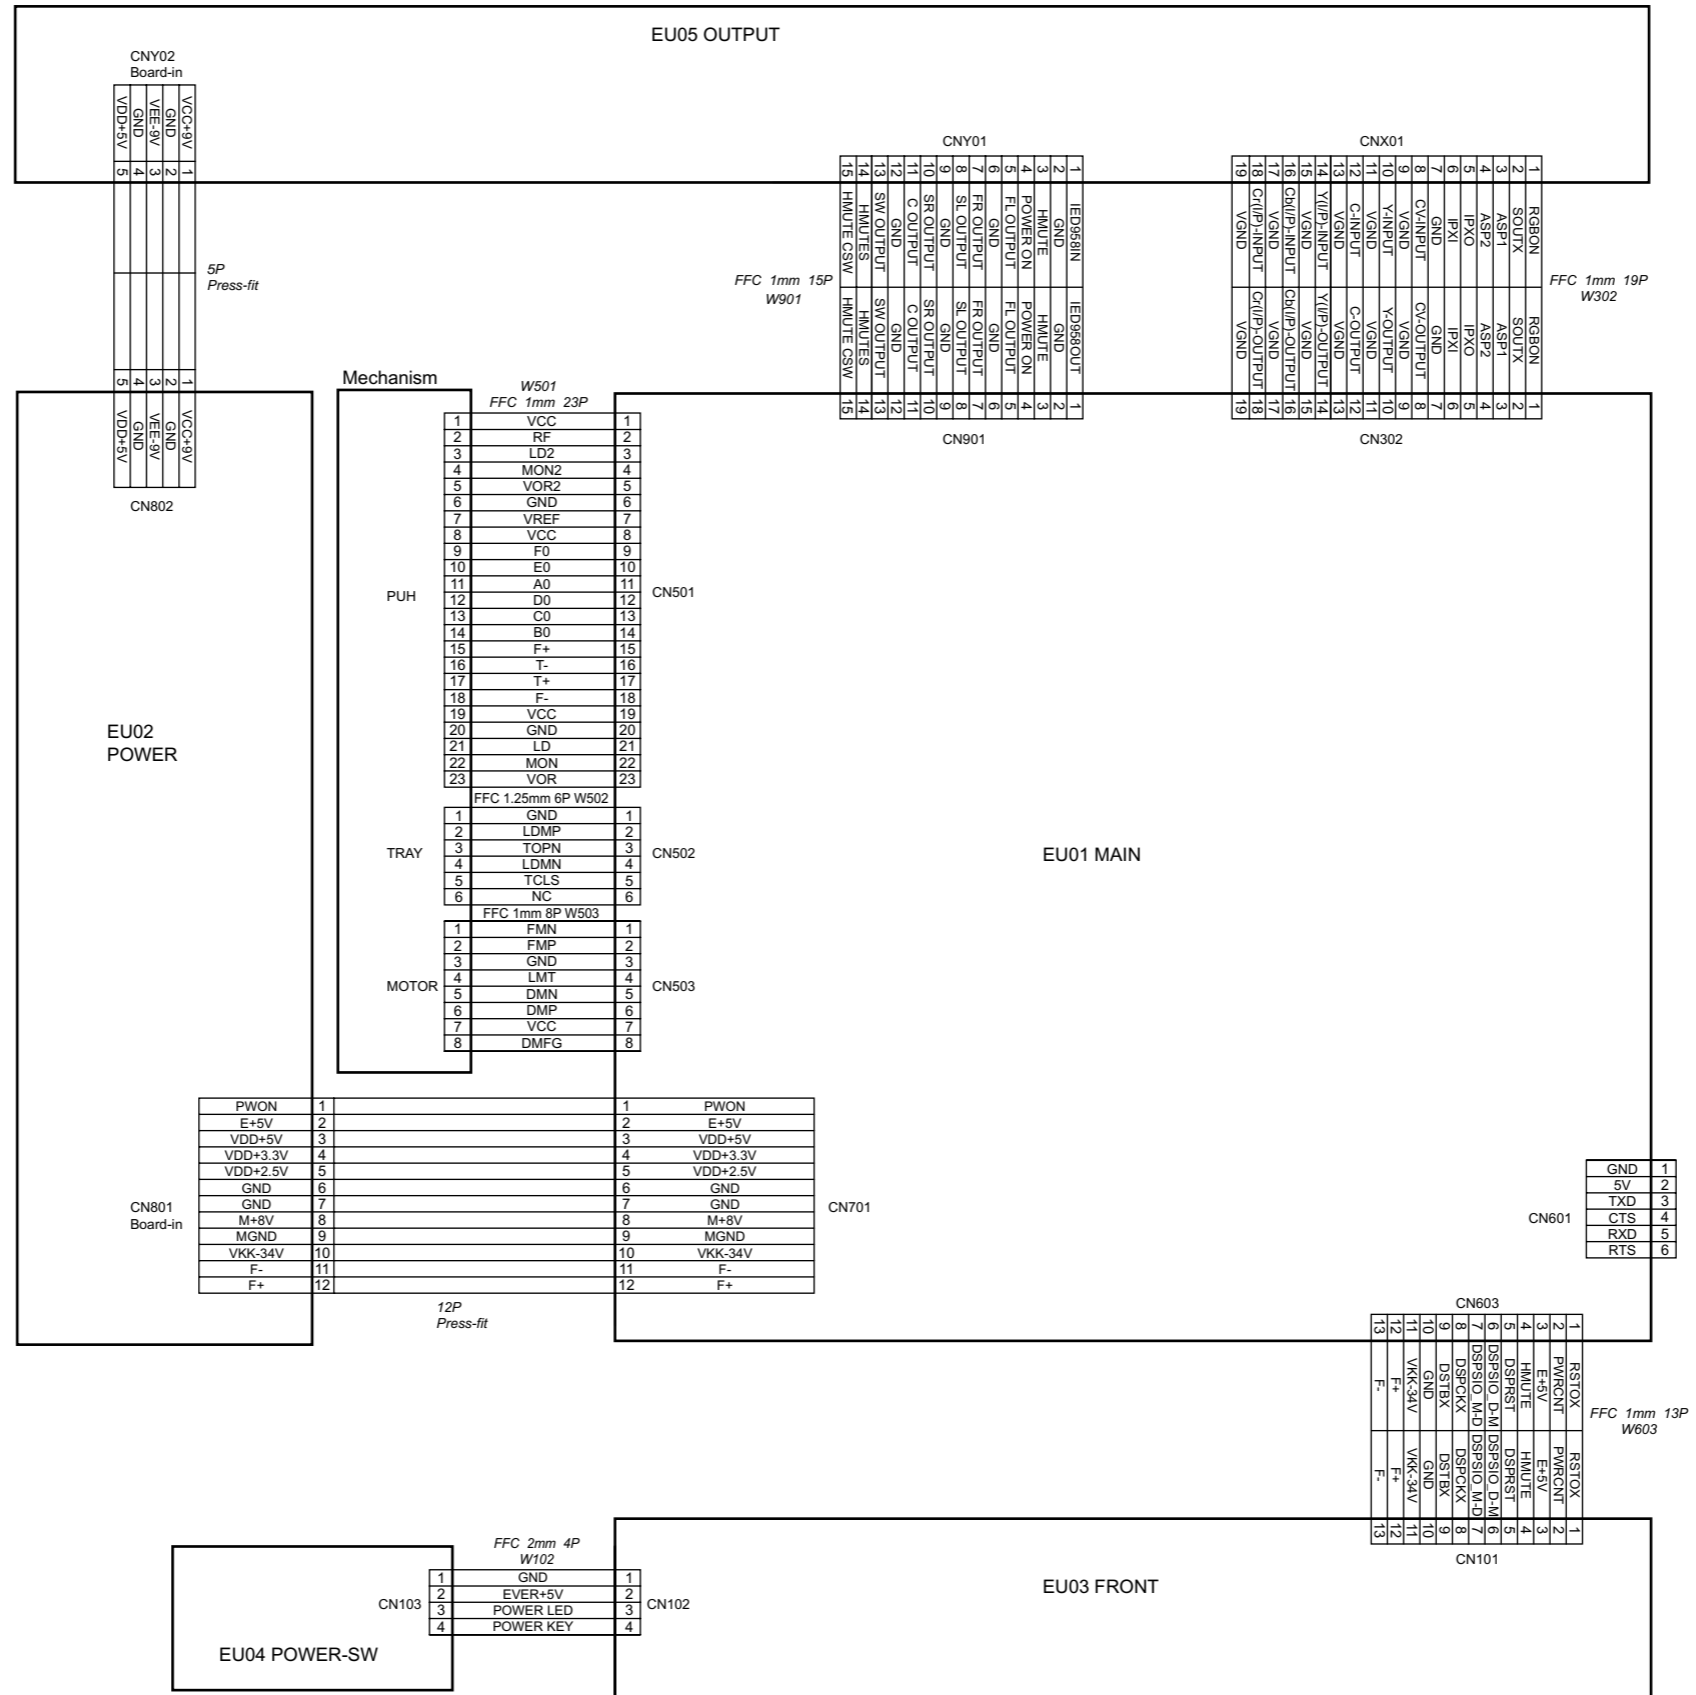 EU05 OUTPUT
CNY02
Board-in
VDD+5V GND VEE-9V GND VCC+9V
5 4 3 2 1
5P
Press-fit
5 4 3 2 1
VDD+5V GND VEE-9V GND VCC+9V
CN802
CNY01
15 14 13 12 11 10 9 8 7 6 5 4 3 2 1
HMUTE CSW HMUTES SW OUTPUT GND C OUTPUT SR OUTPUT GND SL OUTPUT FR OUTPUT GND FL OUTPUT POWER ON HMUTE GND IED958IN
FFC 1mm 15P
W901
HMUTE CSW HMUTES SW OUTPUT GND C OUTPUT SR OUTPUT GND SL OUTPUT FR OUTPUT GND FL OUTPUT POWER ON HMUTE GND IED958OUT
15 14 13 12 11 10 9 8 7 6 5 4 3 2 1
CN901
CNX01
19 18 17 16 15 14 13 12 11 10 9 8 7 6 5 4 3 2 1
VGND Cr(I/P)-INPUT VGND Cb(I/P)-INPUT VGND Y(I/P)-INPUT VGND C-INPUT VGND Y-INPUT VGND CV-INPUT GND IPXI IPXO ASP2 ASP1 SOUTX RGBON
FFC 1mm 19P
W302
VGND Cr(I/P)-OUTPUT VGND Cb(I/P)-OUTPUT VGND Y(I/P)-OUTPUT VGND C-OUTPUT VGND Y-OUTPUT VGND CV-OUTPUT GND IPXI IPXO ASP2 ASP1 SOUTX RGBON
19 18 17 16 15 14 13 12 11 10 9 8 7 6 5 4 3 2 1
CN302
EU02
POWER
Mechanism
W501
FFC 1mm 23P
1 VCC 1
2 RF 2
3 LD2 3
4 MON2 4
5 VOR2 5
6 GND 6
7 VREF 7
8 VCC 8
9 F0 9
10 E0 10
11 A0 11
12 D0 12
13 C0 13
14 B0 14
15 F+ 15
16 T- 16
17 T+ 17
18 F- 18
19 VCC 19
20 GND 20
21 LD 21
22 MON 22
23 VOR 23
PUH
CN501
FFC 1.25mm 6P W502
1 GND 1
2 LDMP 2
3 TOPN 3
4 LDMN 4
5 TCLS 5
6 NC 6
TRAY
CN502
FFC 1mm 8P W503
1 FMN 1
2 FMP 2
3 GND 3
4 LMT 4
5 DMN 5
6 DMP 6
7 VCC 7
8 DMFG 8
MOTOR
CN503
EU01 MAIN
PWON 1 1 PWON
E+5V 2 2 E+5V
VDD+5V 3 3 VDD+5V
VDD+3.3V 4 4 VDD+3.3V
VDD+2.5V 5 5 VDD+2.5V
GND 6 6 GND
GND 7 7 GND
M+8V 8 8 M+8V
MGND 9 9 MGND
VKK-34V 10 10 VKK-34V
F- 11 11 F-
F+ 12 12 F+
CN801
Board-in
CN701
12P
Press-fit
GND 1
5V 2
TXD 3
CTS 4
RXD 5
RTS 6
CN601
CN603
13 12 11 10 9 8 7 6 5 4 3 2 1
F- F+ VKK-34V GND DSTBX DSPCKX DSPSIO_M-D DSPSIO_D-M DSPRST HMUTE E+5V PWRCNT RSTOX
FFC 1mm 13P
W603
F- F+ VKK-34V GND DSTBX DSPCKX DSPSIO_M-D DSPSIO_D-M DSPRST HMUTE E+5V PWRCNT RSTOX
13 12 11 10 9 8 7 6 5 4 3 2 1
CN101
FFC 2mm 4P
W102
1 GND 1
2 EVER+5V 2
3 POWER LED 3
4 POWER KEY 4
CN103
CN102
EU04 POWER-SW
EU03 FRONT